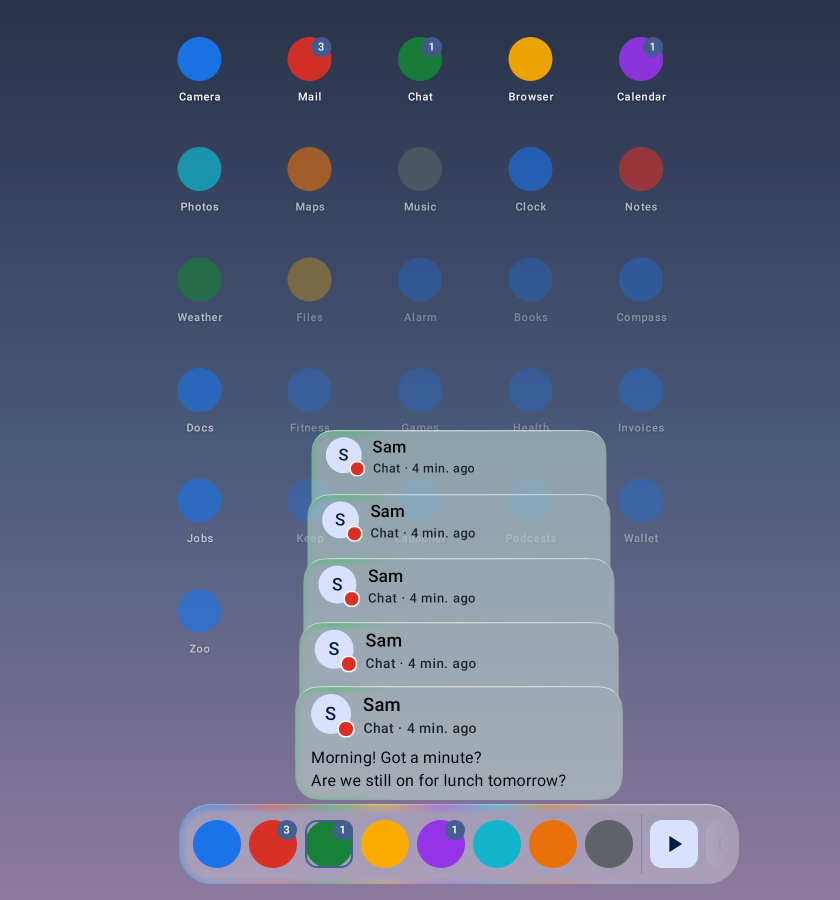 3
1
1
Camera
Mail
Chat
Browser
Calendar
Photos
Maps
Music
Clock
Notes
Weather
Files
Alarm
Books
Compass
Docs
Fitness
Games
Health
Invoices
S
Sam
Chat · 4 min. ago
S
Sam
Chat · 4 min. ago
Jobs
Keep
Launcher
Podcasts
Wallet
S
Sam
Chat · 4 min. ago
S
Sam
Chat · 4 min. ago
Zoo
S
Sam
Chat · 4 min. ago
Morning! Got a minute?
Are we still on for lunch tomorrow?
3
1
1